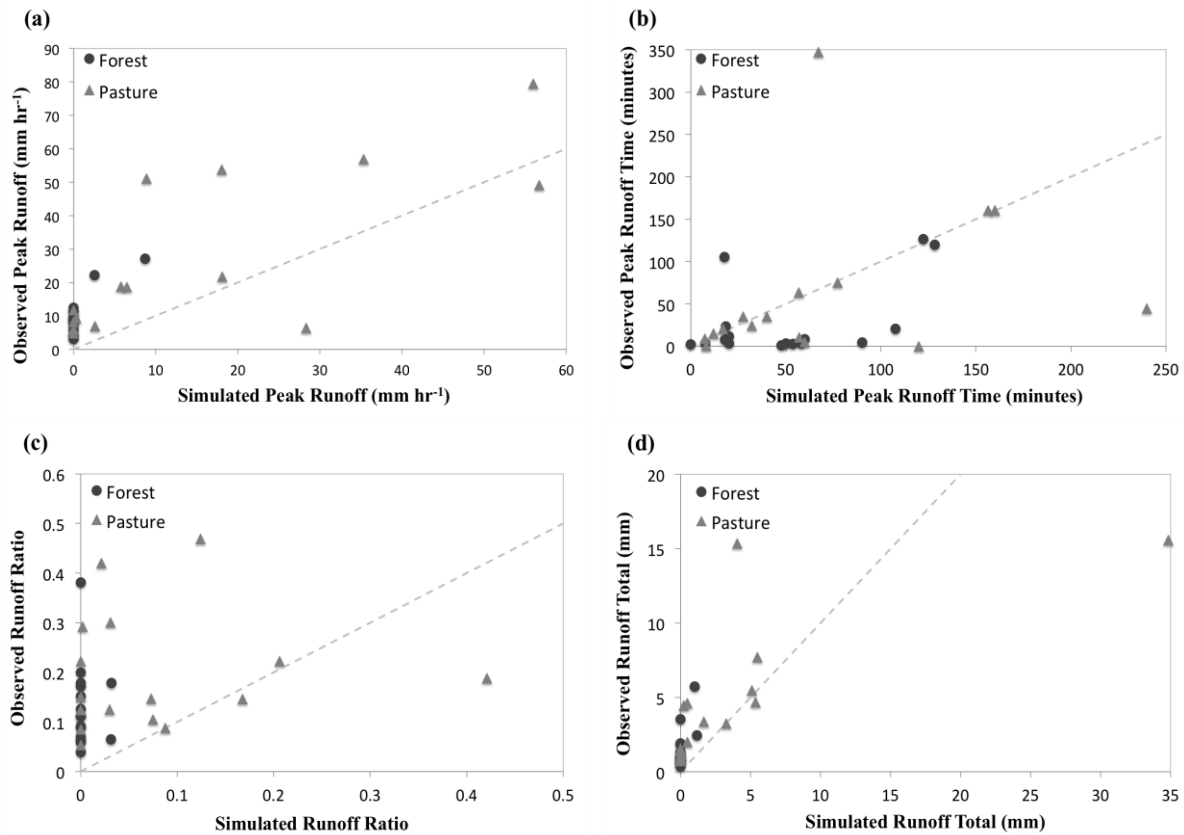 (a)
Observed Peak Runoff (mm hr⁻¹)
90
80
70
60
50
40
30
20
10
0
Forest
Pasture
0 10 20 30 40 50 60
Simulated Peak Runoff (mm hr⁻¹)
(b)
Observed Peak Runoff Time (minutes)
350
300
250
200
150
100
50
0
Forest
Pasture
0 50 100 150 200 250
Simulated Peak Runoff Time (minutes)
(c)
Observed Runoff Ratio
0.6
0.5
0.4
0.3
0.2
0.1
0
Forest
Pasture
0 0.1 0.2 0.3 0.4 0.5
Simulated Runoff Ratio
(d)
Observed Runoff Total (mm)
20
15
10
5
0
Forest
Pasture
0 5 10 15 20 25 30 35
Simulated Runoff Total (mm)